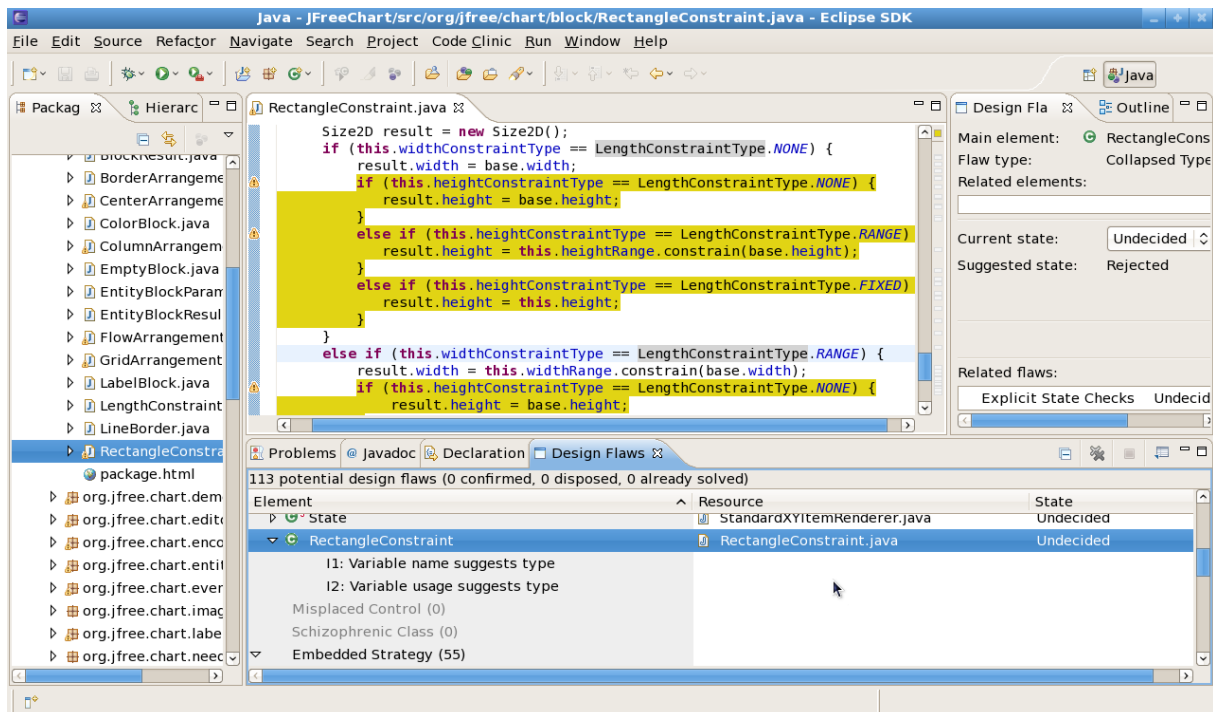 Java - JFreeChart/src/org/jfree/chart/block/RectangleConstraint.java - Eclipse SDK
File Edit Source Refactor Navigate Search Project Code Clinic Run Window Help
Java
Packag
Hierarc
BlockResult.java
BorderArrangeme
CenterArrangeme
ColorBlock.java
ColumnArrangem
EmptyBlock.java
EntityBlockParam
EntityBlockResul
FlowArrangement
GridArrangement
LabelBlock.java
LengthConstraint
LineBorder.java
RectangleConstra
package.html
org.jfree.chart.dem
org.jfree.chart.edito
org.jfree.chart.enco
org.jfree.chart.entit
org.jfree.chart.ever
org.jfree.chart.imag
org.jfree.chart.labe
org.jfree.chart.need
RectangleConstraint.java
Size2D result = new Size2D();
if (this.widthConstraintType == LengthConstraintType.NONE) {
result.width = base.width;
if (this.heightConstraintType == LengthConstraintType.NONE) {
result.height = base.height;
}
else if (this.heightConstraintType == LengthConstraintType.RANGE)
result.height = this.heightRange.constrain(base.height);
}
else if (this.heightConstraintType == LengthConstraintType.FIXED)
result.height = this.height;
}
}
else if (this.widthConstraintType == LengthConstraintType.RANGE) {
result.width = this.widthRange.constrain(base.width);
if (this.heightConstraintType == LengthConstraintType.NONE) {
result.height = base.height;
Design Fla
Outline
Main element: RectangleCons
Flaw type: Collapsed Type
Related elements:
Current state: Undecided
Suggested state: Rejected
Related flaws:
Explicit State Checks Undecid
Problems @ Javadoc Declaration Design Flaws
113 potential design flaws (0 confirmed, 0 disposed, 0 already solved)
Element Resource State
State StandardXYItemRenderer.java Undecided
RectangleConstraint RectangleConstraint.java Undecided
I1: Variable name suggests type
I2: Variable usage suggests type
Misplaced Control (0)
Schizophrenic Class (0)
Embedded Strategy (55)